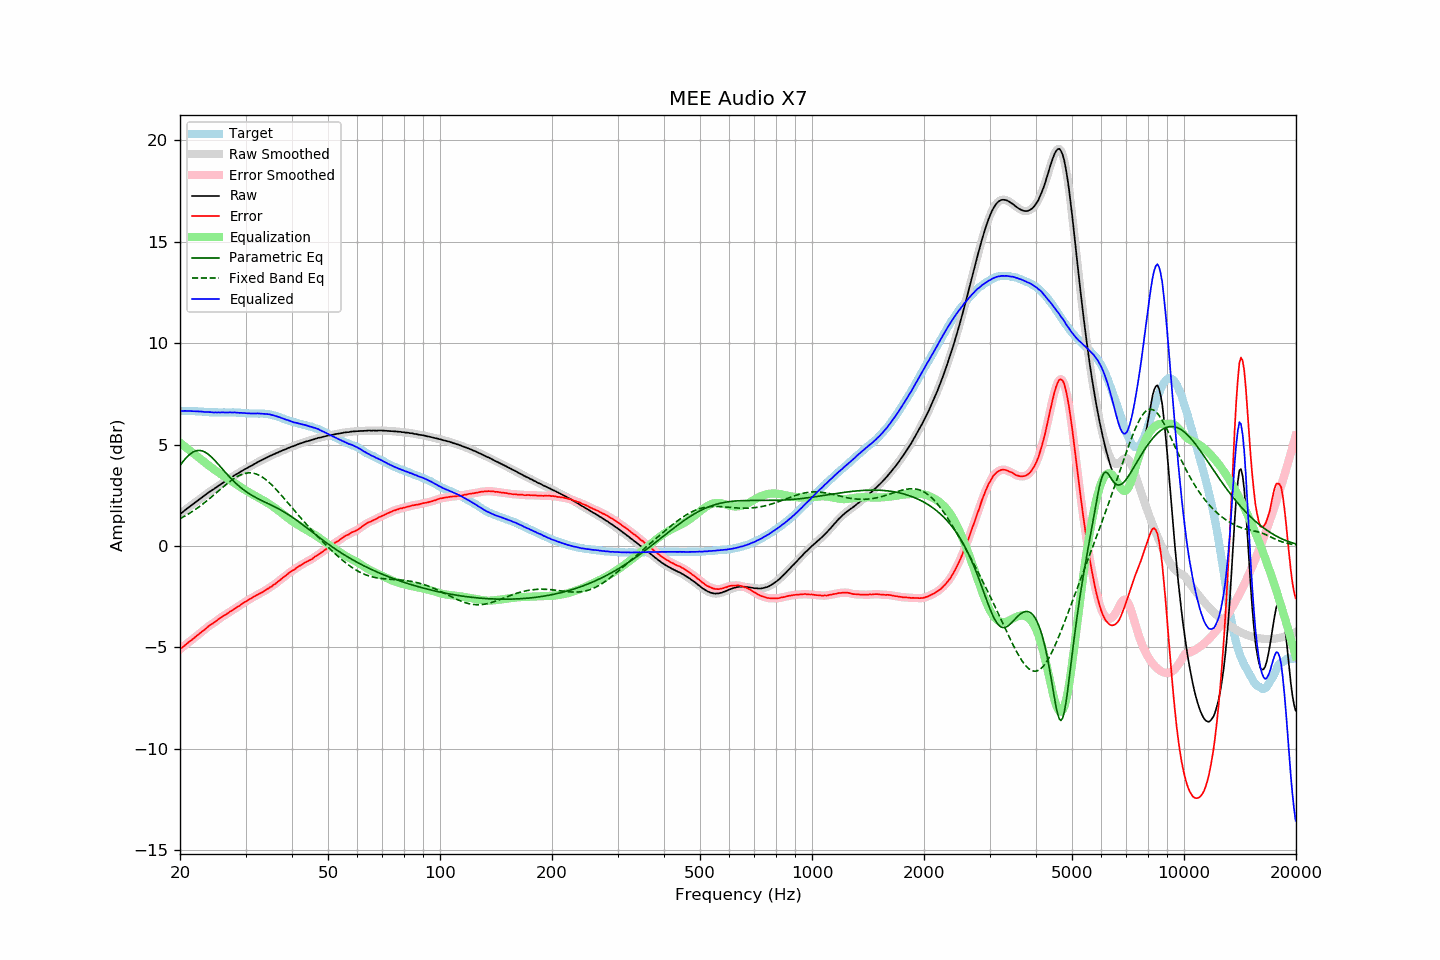 MEE Audio X7
Target
Raw Smoothed
Error Smoothed
Raw
Error
Equalization
Parametric Eq
Fixed Band Eq
Equalized
20
15
10
5
0
−5
−10
−15
Amplitude (dBr)
20 50 100 200 500 1000 2000 5000 10000 20000
Frequency (Hz)